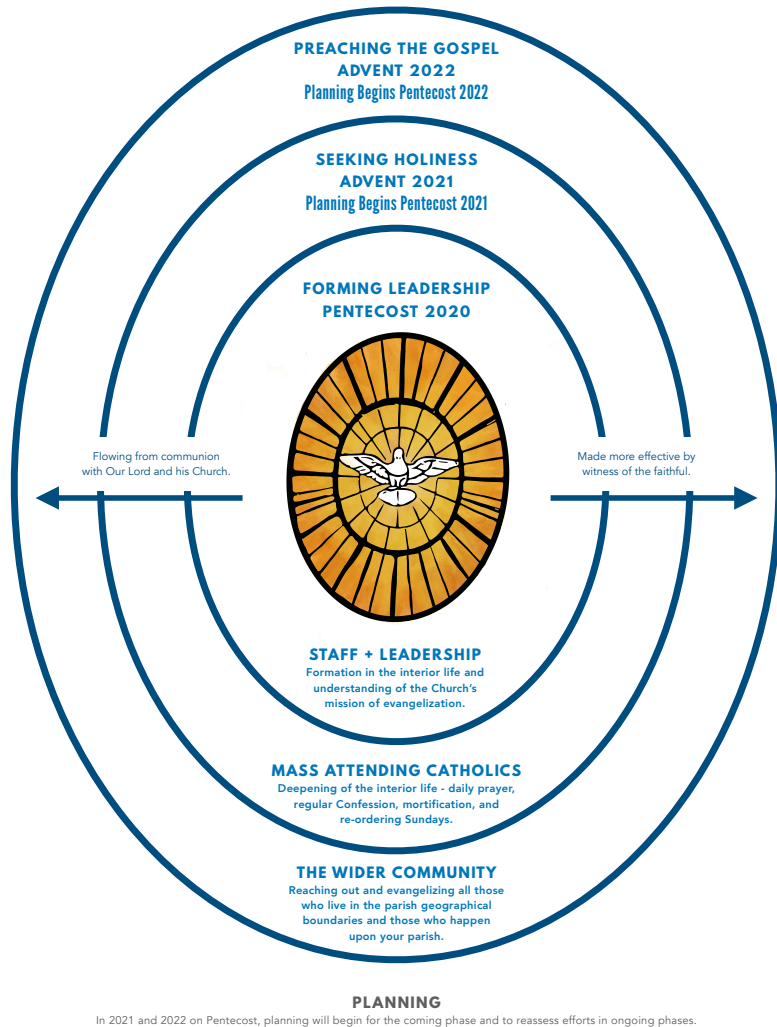 PREACHING THE GOSPEL
ADVENT 2022
Planning Begins Pentecost 2022
SEEKING HOLINESS
ADVENT 2021
Planning Begins Pentecost 2021
FORMING LEADERSHIP
PENTECOST 2020
Flowing from communion
with Our Lord and his Church.
Made more effective by
witness of the faithful.
STAFF + LEADERSHIP
Formation in the interior life and
understanding of the Church's
mission of evangelization.
MASS ATTENDING CATHOLICS
Deepening of the interior life - daily prayer,
regular Confession, mortification, and
re-ordering Sundays.
THE WIDER COMMUNITY
Reaching out and evangelizing all those
who live in the parish geographical
boundaries and those who happen
upon your parish.
PLANNING
In 2021 and 2022 on Pentecost, planning will begin for the coming phase and to reassess efforts in ongoing phases.